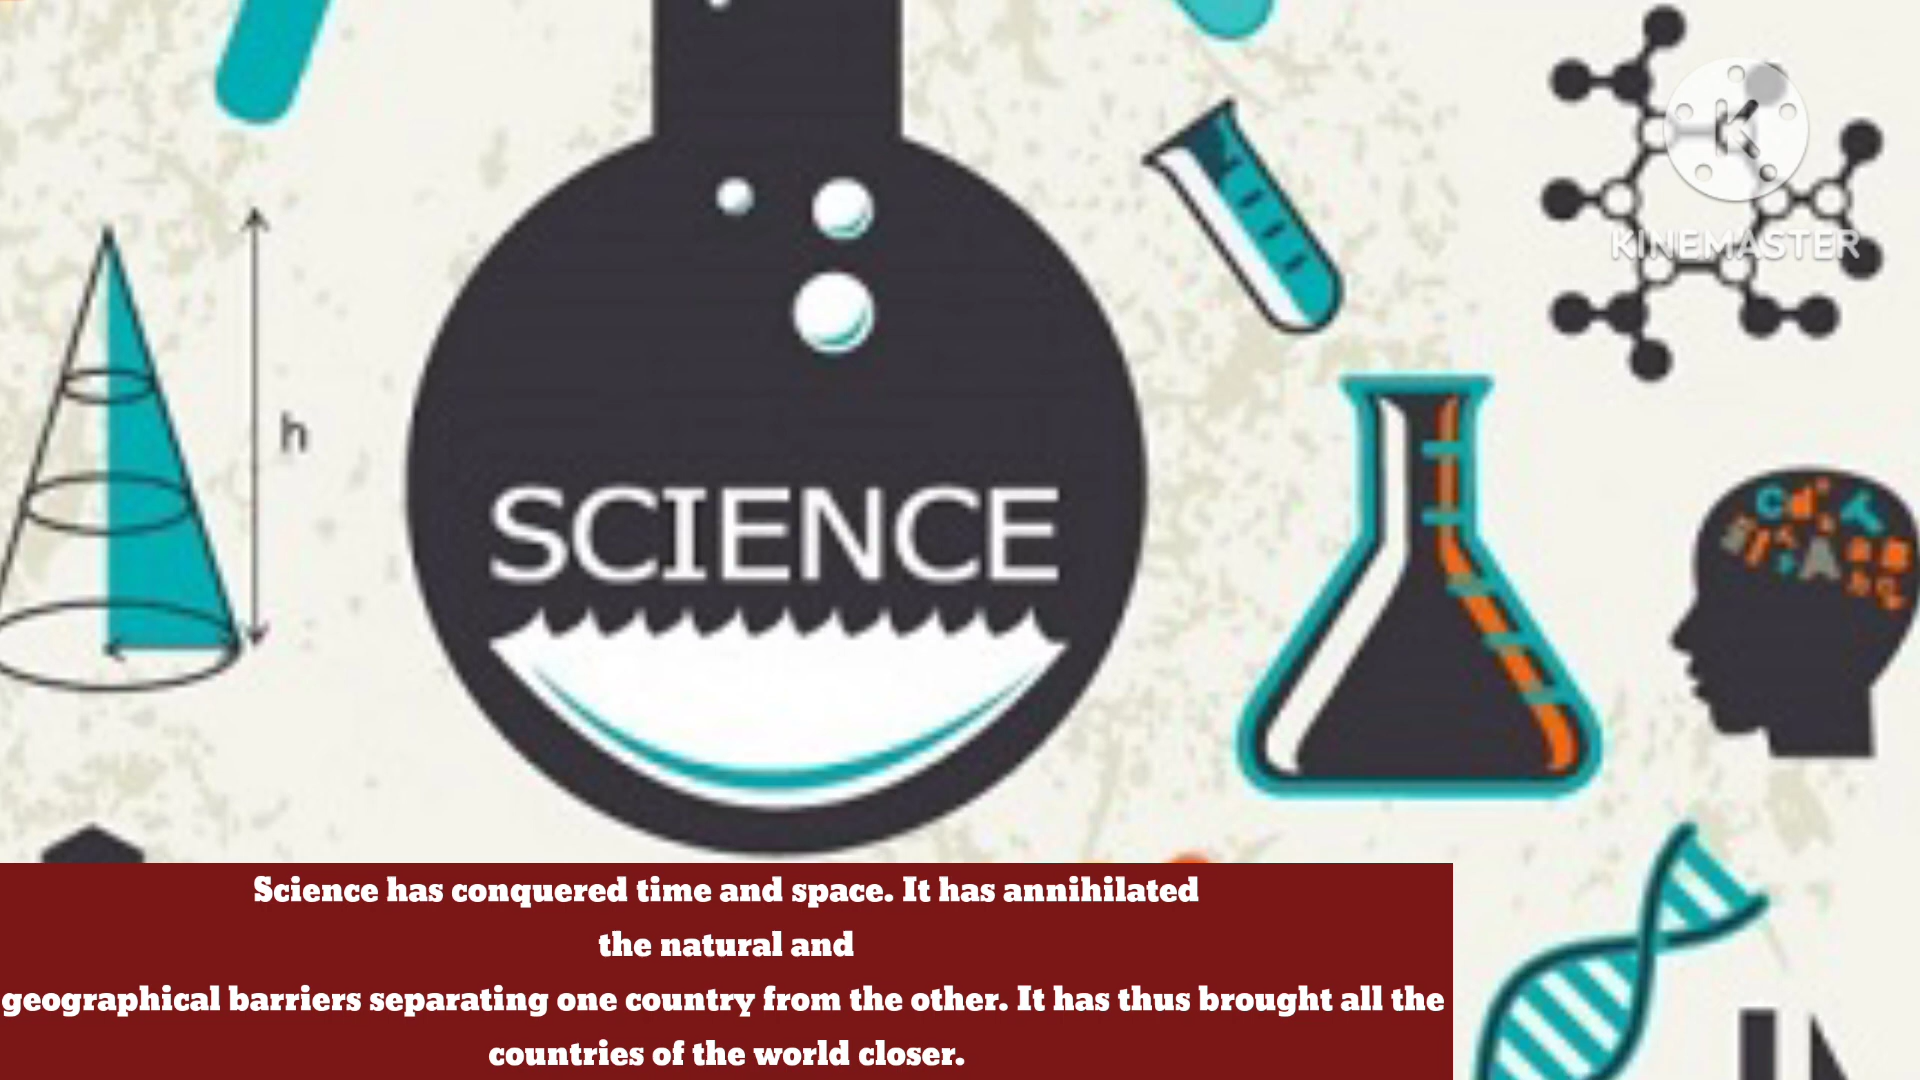 KINEMASTER
h
SCIENCE
Science has conquered time and space. It has annihilated
the natural and
geographical barriers separating one country from the other. It has thus brought all the
countries of the world closer.